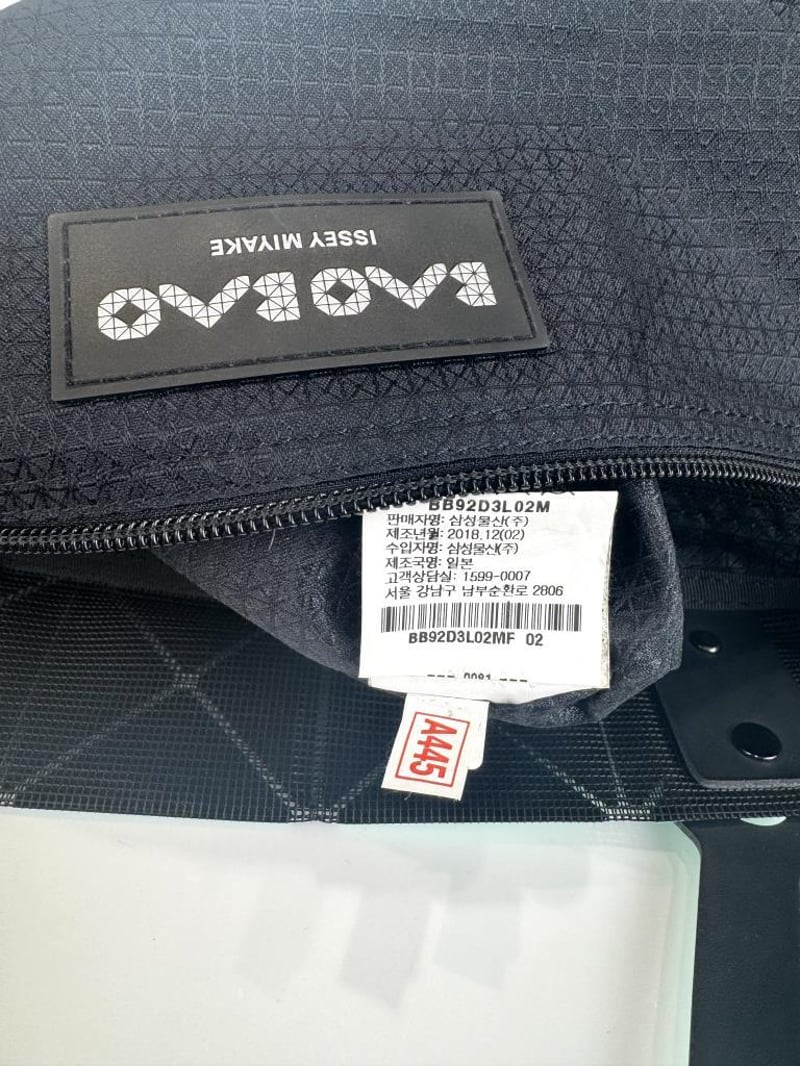 BAO BAO
ISSEY MIYAKE
BB92D3L02M
판매자명: 삼성물산(주)
제조년월: 2018.12(02)
수입자명: 삼성물산(주)
제조국명: 일본
고객상담실: 1599-0007
서울 강남구 남부순환로 2806
BB92D3L02MF 02
--- 0081 ---
A445